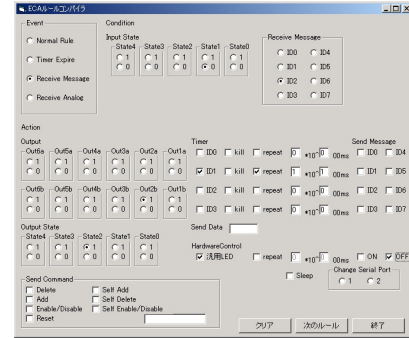 ECAルールコンパイラ
Event
Normal Rule
Timer Expire
Receive Message
Receive Analog
Condition
Input State
State4 State3 State2 State1 State0
1 1 1 1 1
0 0 0 0 0
Receive Message
ID0 ID4
ID1 ID5
ID2 ID6
ID3 ID7
Action
Output
Out6a Out5a Out4a Out3a Out2a Out1a
1 1 1 1 1 1
0 0 0 0 0 0
Out6b Out5b Out4b Out3b Out2b Out1b
1 1 1 1 1 1
0 0 0 0 0 0
Output State
State4 State3 State2 State1 State0
1 1 1 1 1
0 0 0 0 0
Timer
ID0 kill repeat 0 *10^0 00ms
ID1 kill repeat 1 *10^1 00ms
ID2 kill repeat 0 *10^0 00ms
ID3 kill repeat 0 *10^0 00ms
Send Message
ID0 ID4
ID1 ID5
ID2 ID6
ID3 ID7
Send Data
HardwareControl
汎用LED repeat 0 *10^0 00ms ON OFF
Sleep
Change Serial Port
1 2
Send Command
Delete Self Add
Add Self Delete
Enable/Disable Self Enable/Disable
Reset
クリア 次のルール 終了